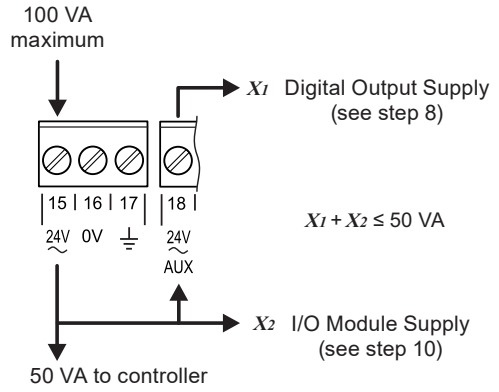 100 VA
maximum
X1 Digital Output Supply
(see step 8)
15 16 17 18
X1 + X2 ≤ 50 VA
24V 0V 24V
AUX
X2 I/O Module Supply
(see step 10)
50 VA to controller